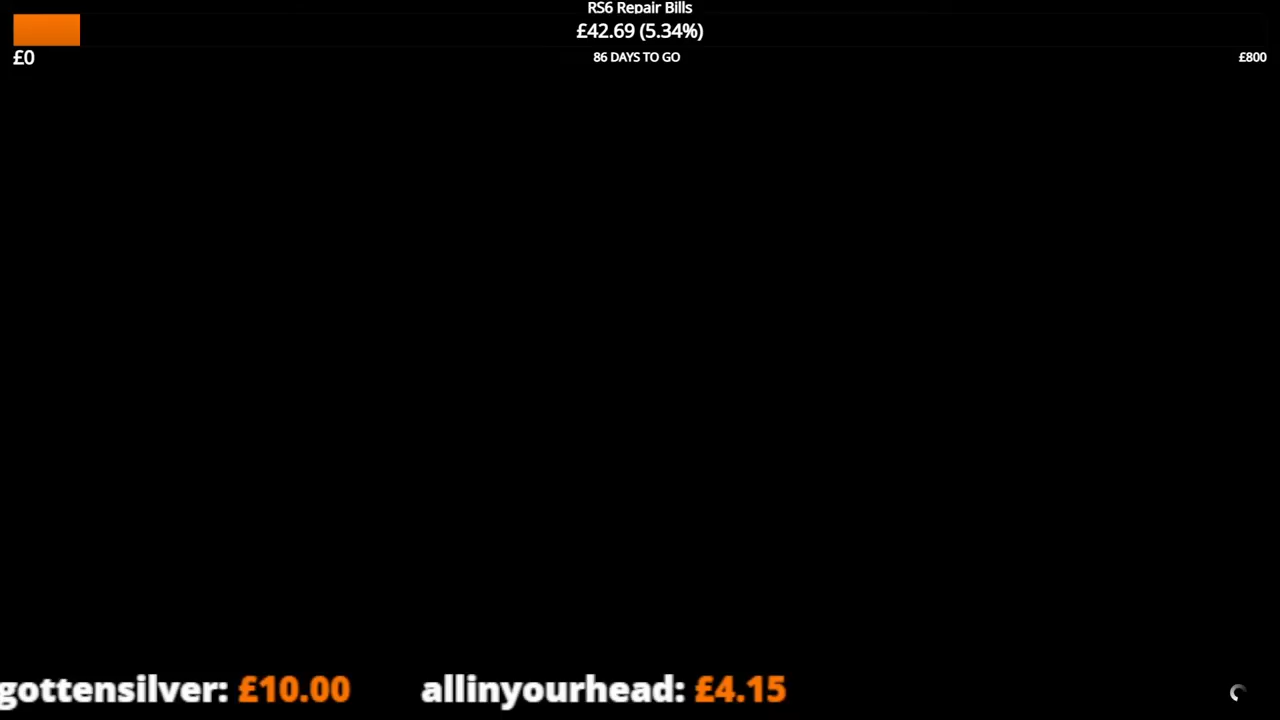 RS6 Repair Bills
£42.69 (5.34%)
£0 86 DAYS TO GO £800
gottensilver: £10.00 allinyourhead: £4.15